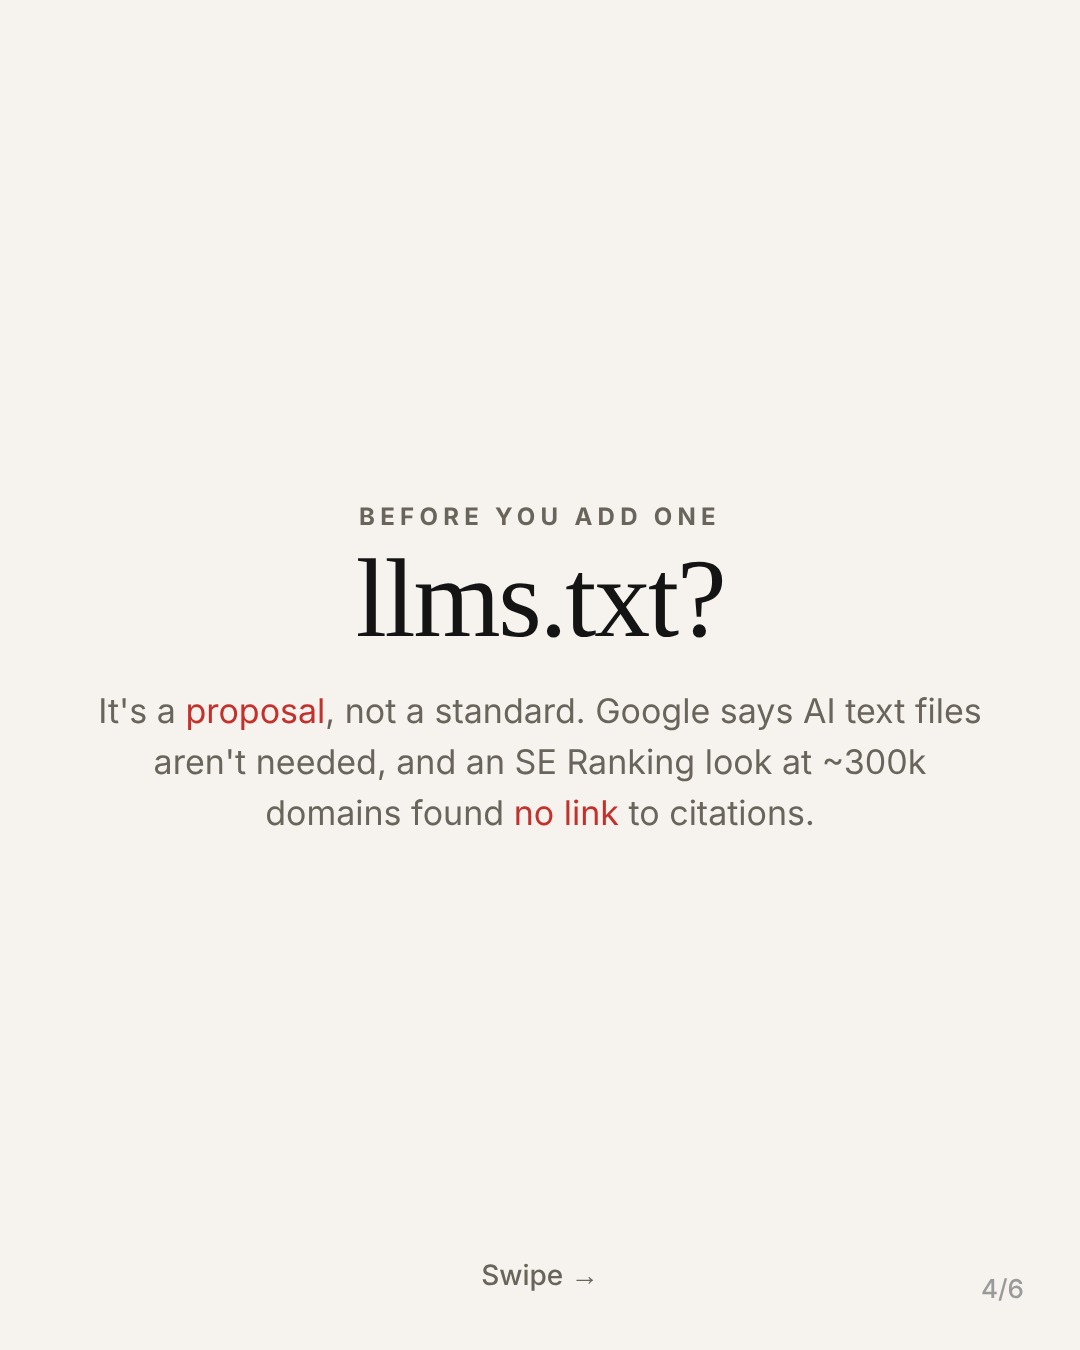 BEFORE YOU ADD ONE
llms.txt?
It's a proposal, not a standard. Google says AI text files
aren't needed, and an SE Ranking look at ~300k
domains found no link to citations.
Swipe →
4/6